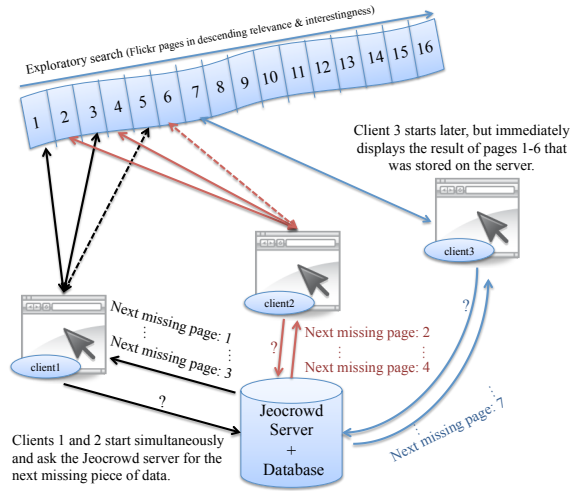 Exploratory search (Flickr pages in descending relevance & interestingness)
1 2 3 4 5 6 7 8 9 10 11 12 13 14 15 16
Client 3 starts later, but immediately
displays the result of pages 1-6 that
was stored on the server.
client3
client2
client1
Next missing page: 1
⋮ ⋮
Next missing page: 3
?
?
Next missing page: 2
⋮ ⋮
Next missing page: 4
?
⋮
Next missing page: 7
Jeocrowd
Server
+
Database
Clients 1 and 2 start simultaneously
and ask the Jeocrowd server for the
next missing piece of data.